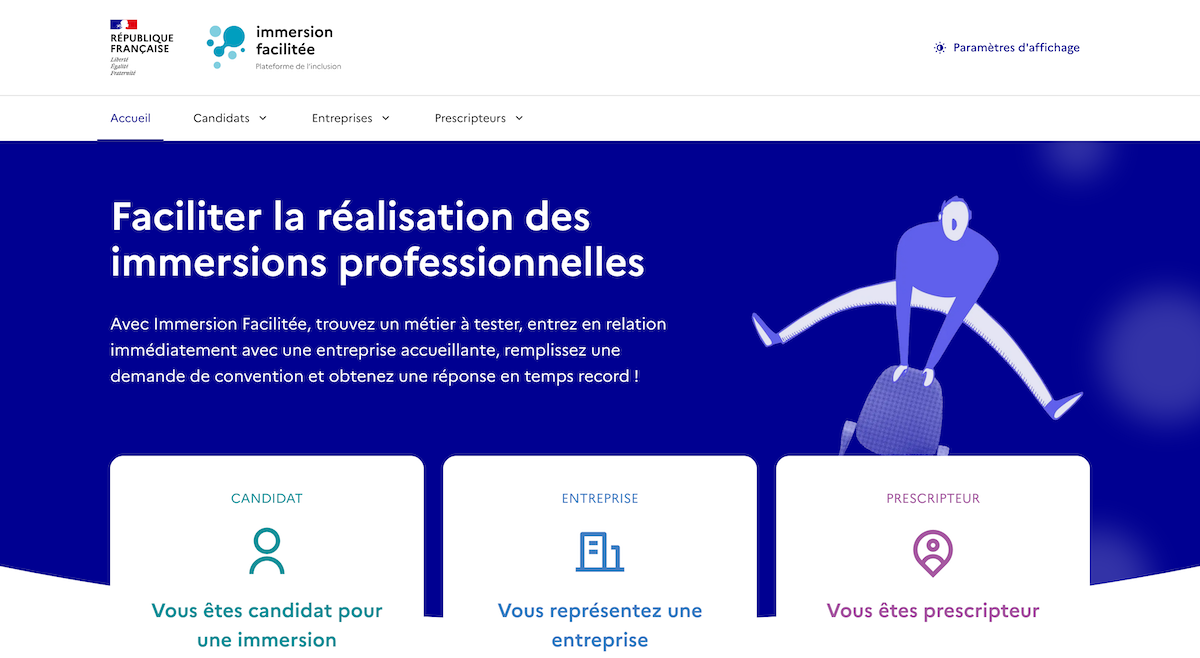 RÉPUBLIQUE
FRANÇAISE
Liberté
Égalité
Fraternité
immersion
facilitée
Plateforme de l'inclusion
Paramètres d'affichage
Accueil
Candidats
Entreprises
Prescripteurs
Faciliter la réalisation des
immersions professionnelles
Avec Immersion Facilitée, trouvez un métier à tester, entrez en relation
immédiatement avec une entreprise accueillante, remplissez une
demande de convention et obtenez une réponse en temps record !
CANDIDAT
Vous êtes candidat pour
une immersion
ENTREPRISE
Vous représentez une
entreprise
PRESCRIPTEUR
Vous êtes prescripteur